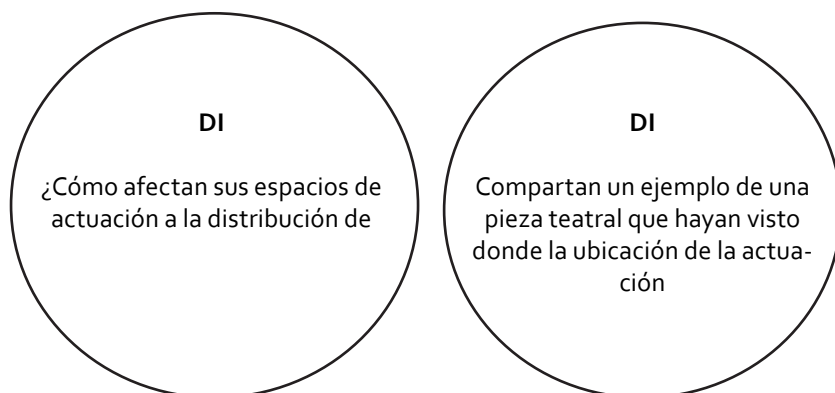 DI
¿Cómo afectan sus espacios de
actuación a la distribución de
DI
Compartan un ejemplo de una
pieza teatral que hayan visto
donde la ubicación de la actua-
ción